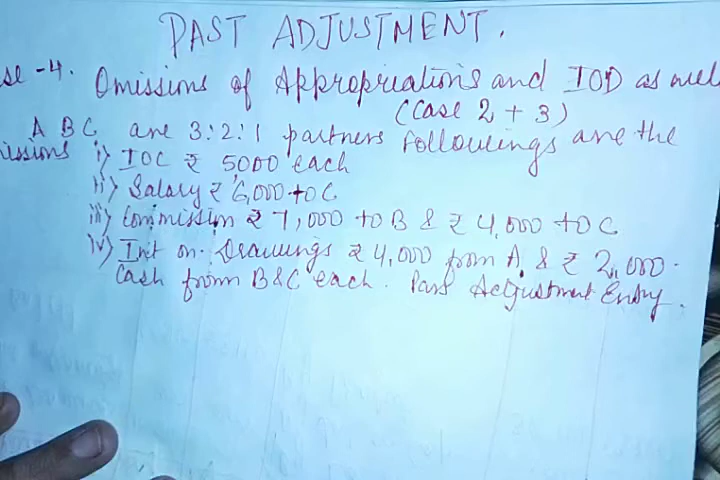 PAST ADJUSTMENT.
se-4. Omissions of Appropriations and IOD as well
(Case 2 + 3)
A B C are 3:2:1 partners followings are the
issions i) IOC ₹ 5000 each
ii) Salary ₹ 6,000 to C
iii) Commission ₹ 7,000 to B & ₹ 4,000 to C
iv) Int on. Drawings ₹ 4,000 from A & ₹ 2,000.
Cash from B&C each. Pass Adjustment Entry.